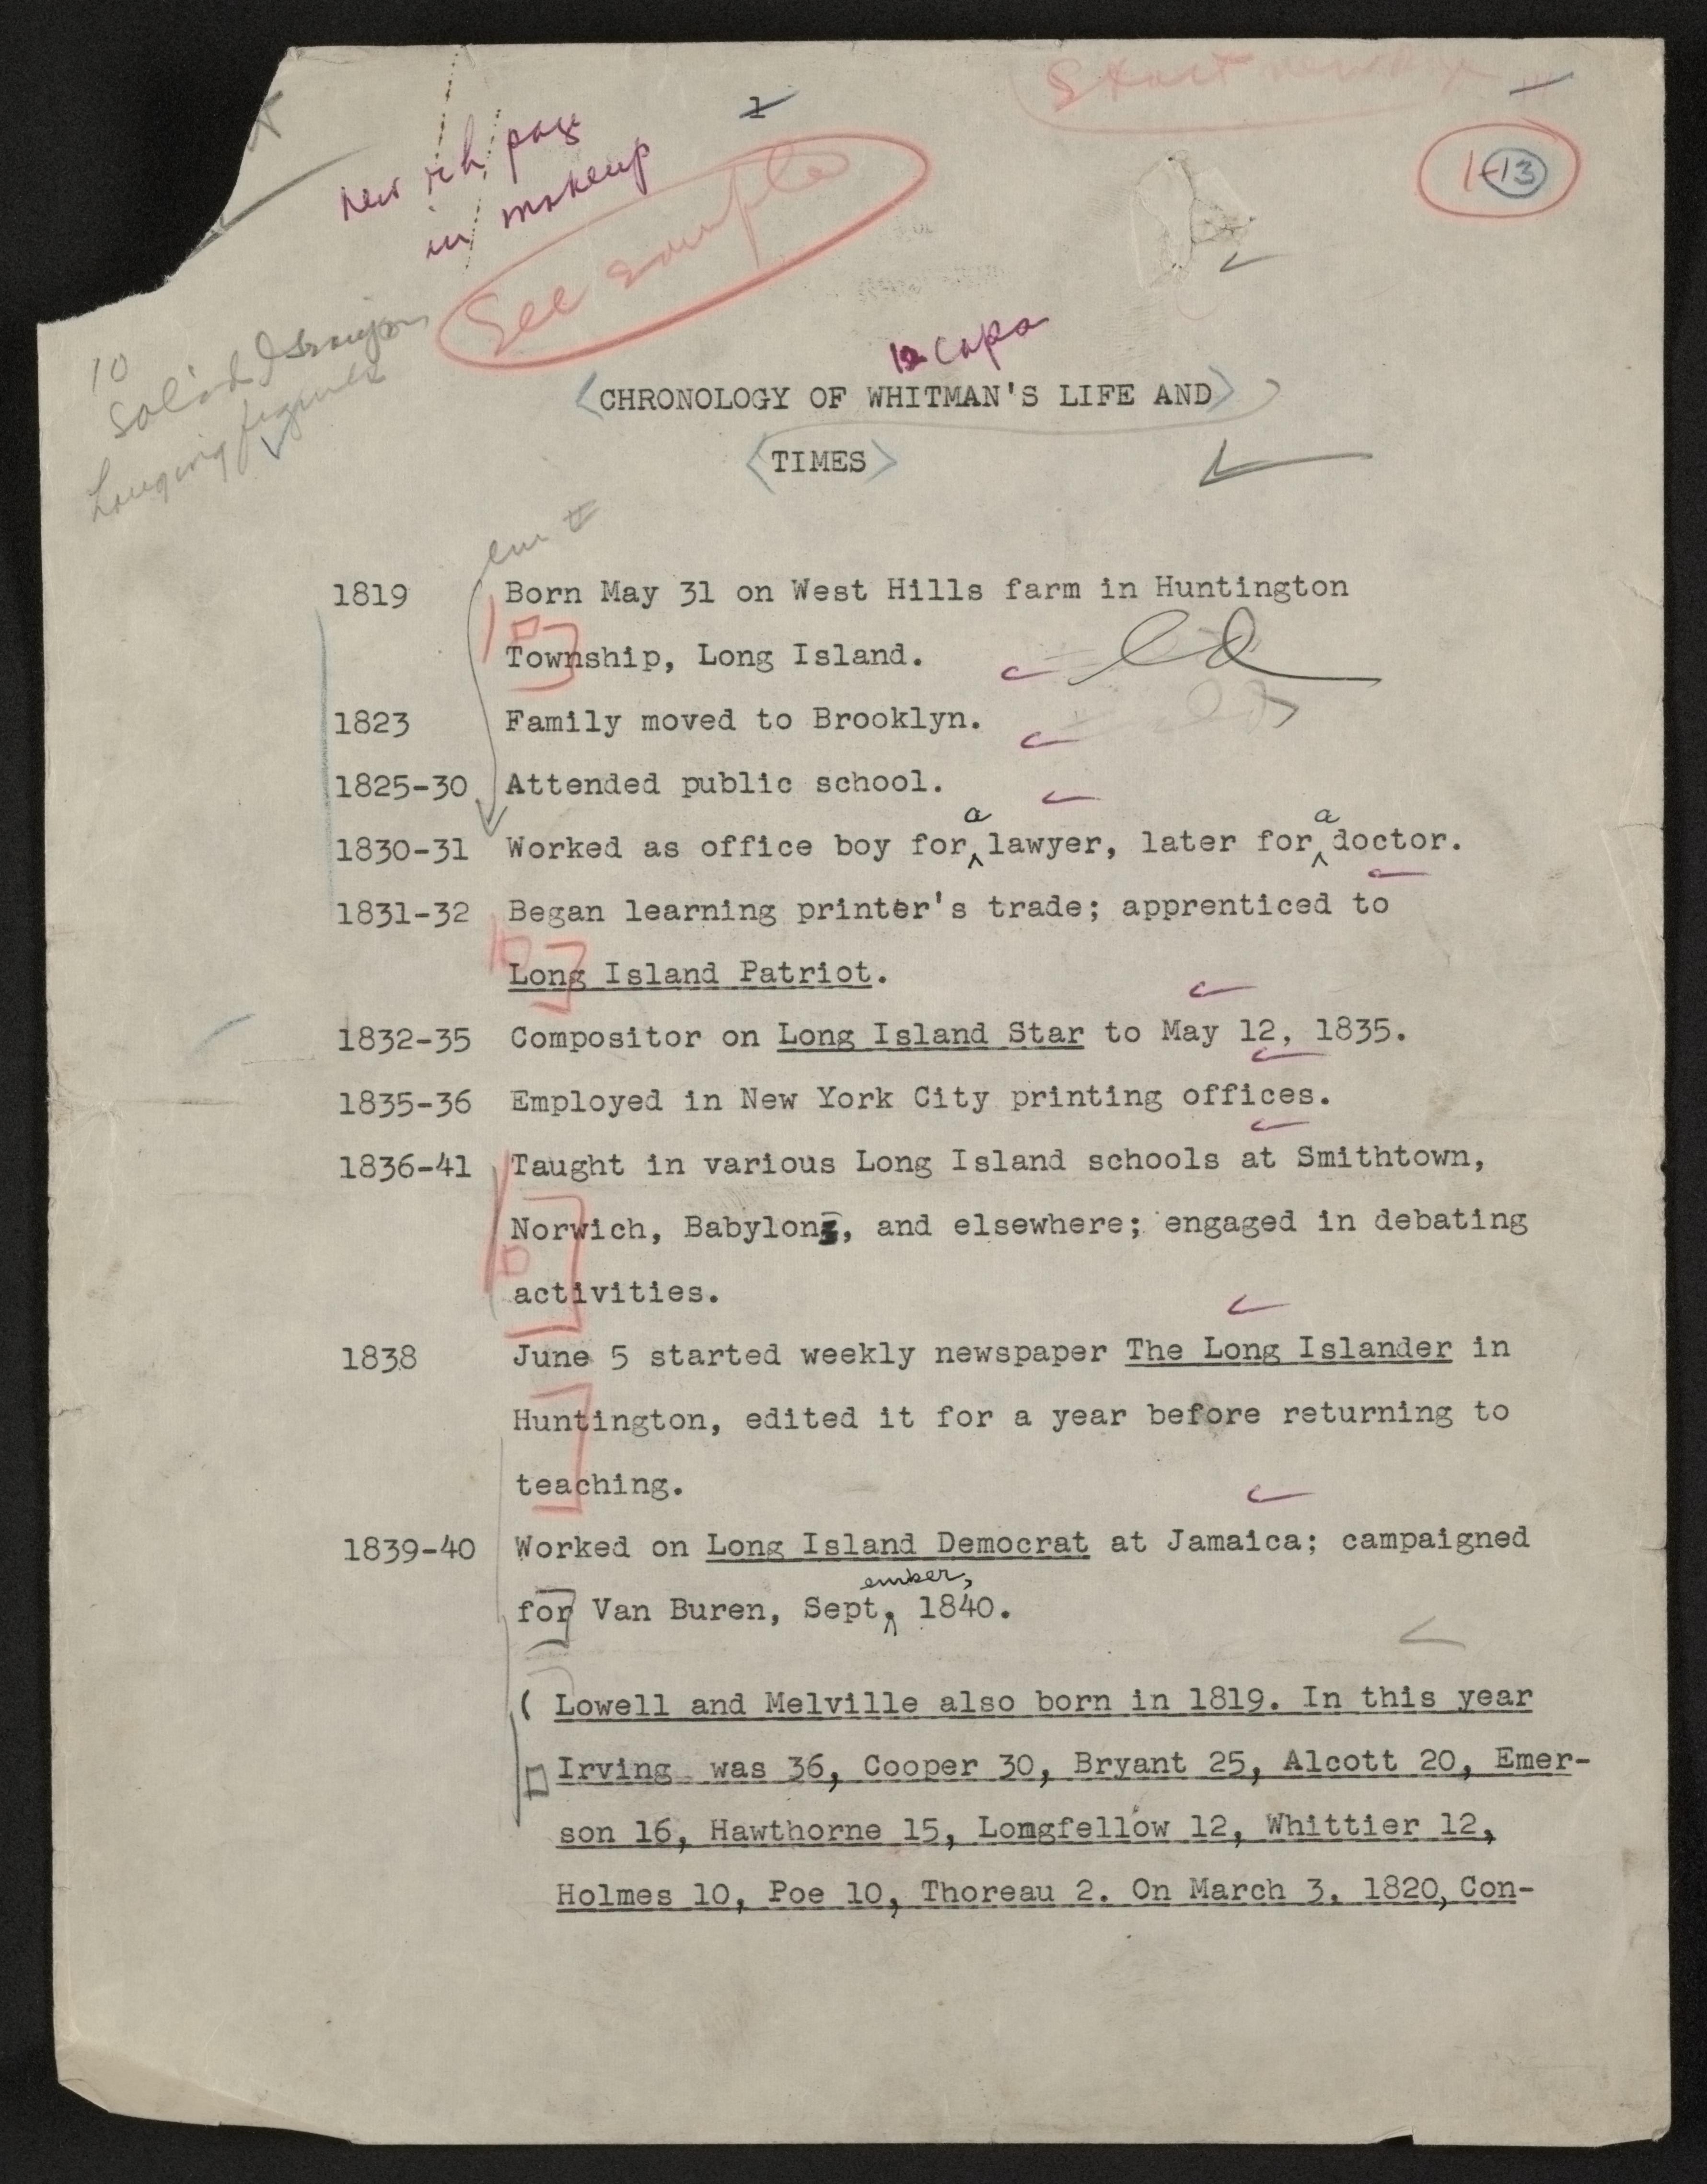 1
Start
new rh. page
in makeup
1-13
See sample
10
Solid
hanging figures
12 caps
CHRONOLOGY OF WHITMAN'S LIFE AND
TIMES
em
1819 Born May 31 on West Hills farm in Huntington
Township, Long Island.
1823 Family moved to Brooklyn.
1825-30 Attended public school.
1830-31 Worked as office boy for a lawyer, later for a doctor.
1831-32 Began learning printer's trade; apprenticed to
Long Island Patriot.
1832-35 Compositor on Long Island Star to May 12, 1835.
1835-36 Employed in New York City printing offices.
1836-41 Taught in various Long Island schools at Smithtown,
Norwich, Babylon, and elsewhere; engaged in debating
activities.
1838 June 5 started weekly newspaper The Long Islander in
Huntington, edited it for a year before returning to
teaching.
1839-40 Worked on Long Island Democrat at Jamaica; campaigned
for Van Buren, September, 1840.
( Lowell and Melville also born in 1819. In this year
Irving was 36, Cooper 30, Bryant 25, Alcott 20, Emer-
son 16, Hawthorne 15, Lomgfellow 12, Whittier 12,
Holmes 10, Poe 10, Thoreau 2. On March 3, 1820, Con-